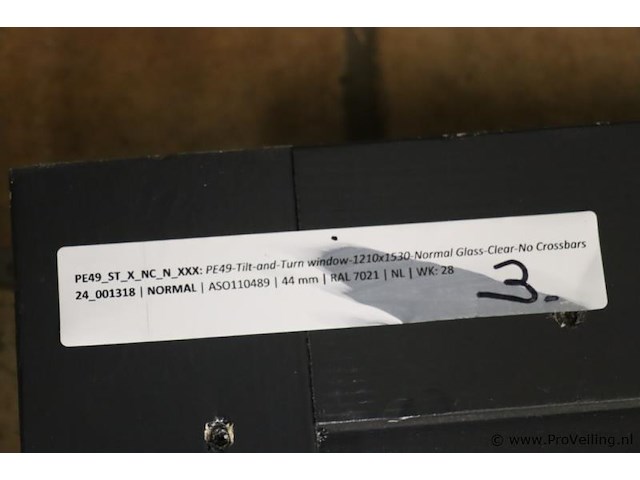 PE49_ST_X_NC_N_XXX: PE49-Tilt-and-Turn window-1210x1530-Normal Glass-Clear-No Crossbars
24_001318 | NORMAL | ASO110489 | 44 mm | RAL 7021 | NL | WK: 28
3.
© www.ProVeiling.nl